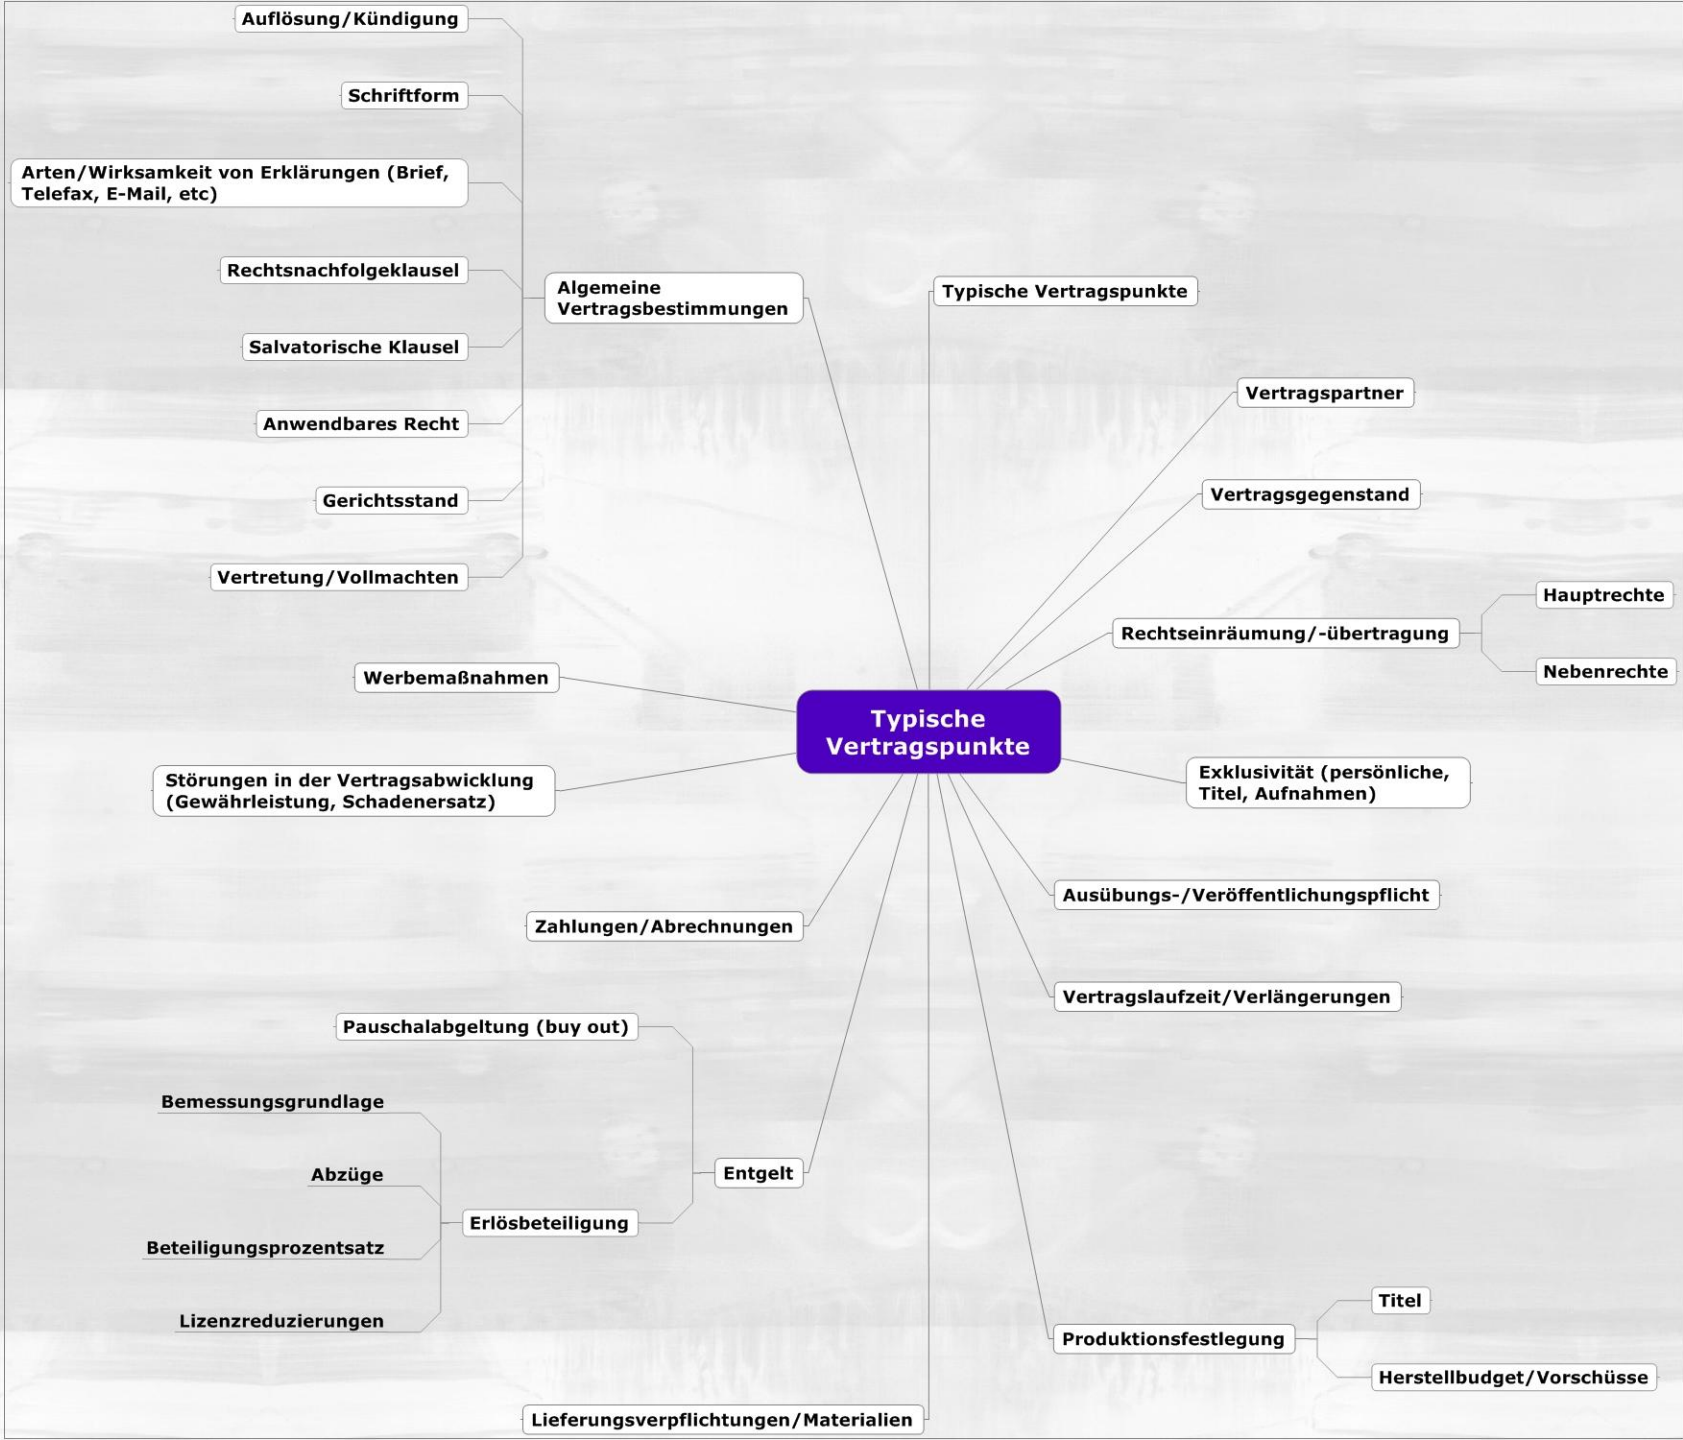 Auflösung/Kündigung
Schriftform
Arten/Wirksamkeit von Erklärungen (Brief,
Telefax, E-Mail, etc)
Rechtsnachfolgeklausel
Salvatorische Klausel
Anwendbares Recht
Gerichtsstand
Vertretung/Vollmachten
Algemeine
Vertragsbestimmungen
Werbemaßnahmen
Störungen in der Vertragsabwicklung
(Gewährleistung, Schadenersatz)
Zahlungen/Abrechnungen
Pauschalabgeltung (buy out)
Bemessungsgrundlage
Abzüge
Beteiligungsprozentsatz
Lizenzreduzierungen
Erlösbeteiligung
Entgelt
Lieferungsverpflichtungen/Materialien
Typische
Vertragspunkte
Typische Vertragspunkte
Vertragspartner
Vertragsgegenstand
Rechtseinräumung/-übertragung
Hauptrechte
Nebenrechte
Exklusivität (persönliche,
Titel, Aufnahmen)
Ausübungs-/Veröffentlichungspflicht
Vertragslaufzeit/Verlängerungen
Produktionsfestlegung
Titel
Herstellbudget/Vorschüsse